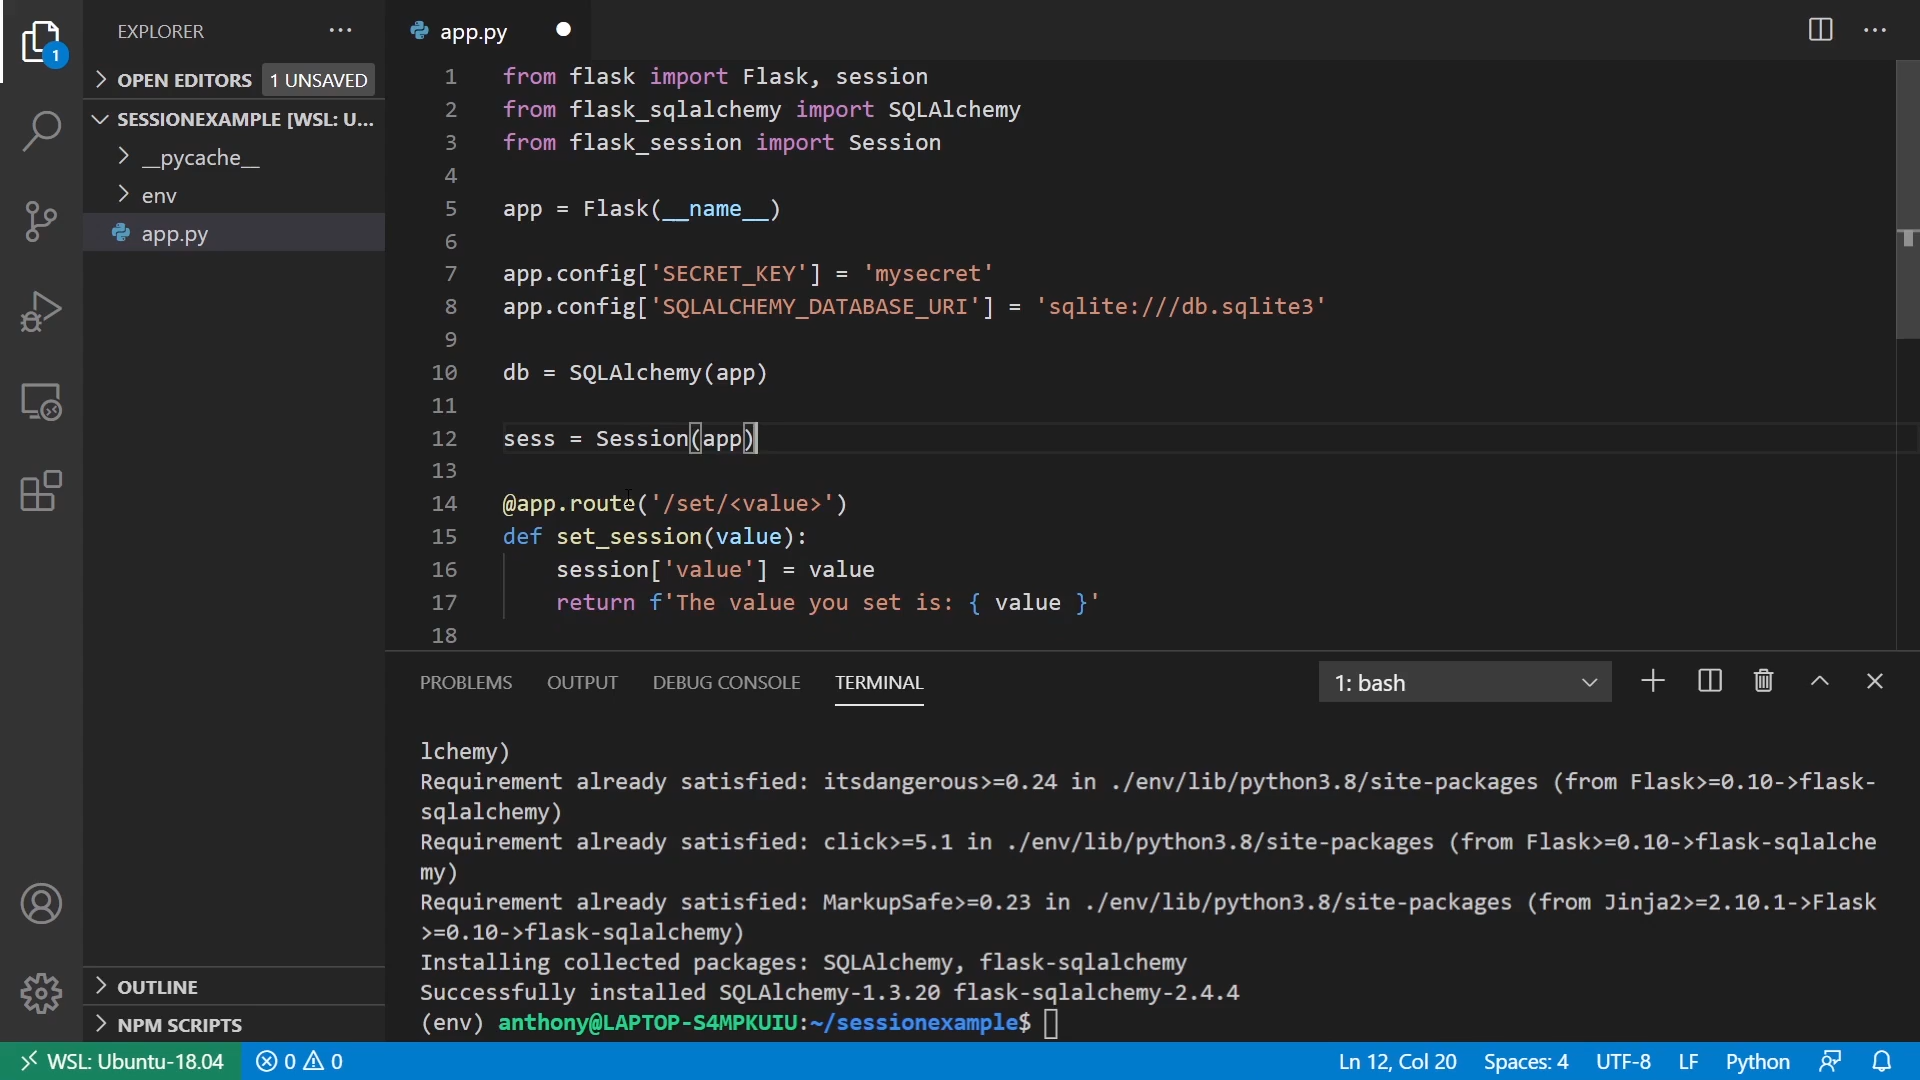 1
EXPLORER
OPEN EDITORS 1 UNSAVED
SESSIONEXAMPLE [WSL: U...
__pycache__
env
app.py
OUTLINE
NPM SCRIPTS
app.py
1 from flask import Flask, session
2 from flask_sqlalchemy import SQLAlchemy
3 from flask_session import Session
4
5 app = Flask(__name__)
6
7 app.config['SECRET_KEY'] = 'mysecret'
8 app.config['SQLALCHEMY_DATABASE_URI'] = 'sqlite:///db.sqlite3'
9
10 db = SQLAlchemy(app)
11
12 sess = Session(app)
13
14 @app.route('/set/<value>')
15 def set_session(value):
16 session['value'] = value
17 return f'The value you set is: { value }'
18
PROBLEMS OUTPUT DEBUG CONSOLE TERMINAL 1: bash
lchemy)
Requirement already satisfied: itsdangerous>=0.24 in ./env/lib/python3.8/site-packages (from Flask>=0.10->flask-
sqlalchemy)
Requirement already satisfied: click>=5.1 in ./env/lib/python3.8/site-packages (from Flask>=0.10->flask-sqlalche
my)
Requirement already satisfied: MarkupSafe>=0.23 in ./env/lib/python3.8/site-packages (from Jinja2>=2.10.1->Flask
>=0.10->flask-sqlalchemy)
Installing collected packages: SQLAlchemy, flask-sqlalchemy
Successfully installed SQLAlchemy-1.3.20 flask-sqlalchemy-2.4.4
(env) anthony@LAPTOP-S4MPKUIU:~/sessionexample$
WSL: Ubuntu-18.04 0 0 Ln 12, Col 20 Spaces: 4 UTF-8 LF Python